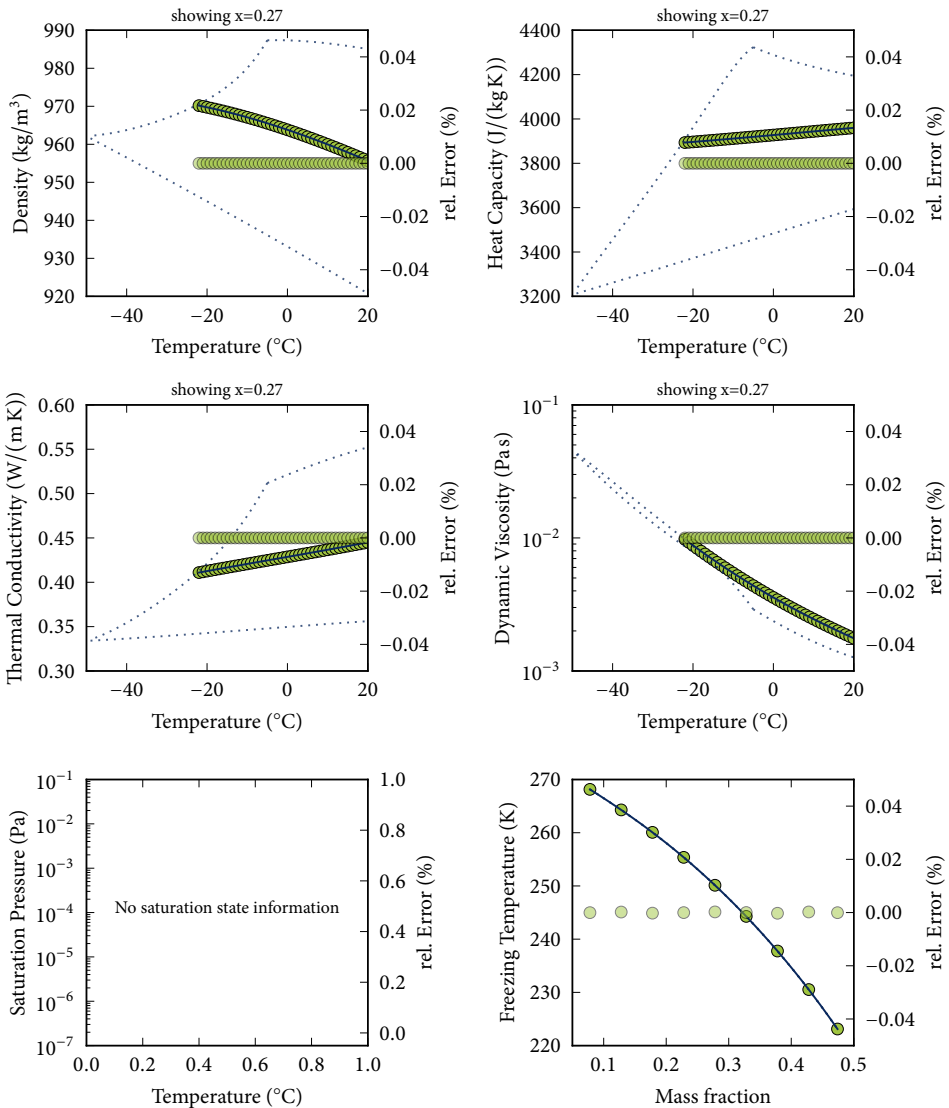 showing x=0.27
990
980
970
960
950
940
930
920
Density (kg/m³)
0.04
0.02
0.00
−0.02
−0.04
rel. Error (%)
−40 −20 0 20
Temperature (°C)
showing x=0.27
4400
4200
4000
3800
3600
3400
3200
Heat Capacity (J/(kg K))
0.04
0.02
0.00
−0.02
−0.04
rel. Error (%)
−40 −20 0 20
Temperature (°C)
showing x=0.27
0.60
0.55
0.50
0.45
0.40
0.35
0.30
Thermal Conductivity (W/(m K))
0.04
0.02
0.00
−0.02
−0.04
rel. Error (%)
−40 −20 0 20
Temperature (°C)
showing x=0.27
10⁻¹
10⁻²
10⁻³
Dynamic Viscosity (Pa s)
0.04
0.02
0.00
−0.02
−0.04
rel. Error (%)
−40 −20 0 20
Temperature (°C)
10⁻¹
10⁻²
10⁻³
10⁻⁴
10⁻⁵
10⁻⁶
10⁻⁷
Saturation Pressure (Pa)
No saturation state information
1.0
0.8
0.6
0.4
0.2
0.0
rel. Error (%)
0.0 0.2 0.4 0.6 0.8 1.0
Temperature (°C)
270
260
250
240
230
220
Freezing Temperature (K)
0.04
0.02
0.00
−0.02
−0.04
rel. Error (%)
0.1 0.2 0.3 0.4 0.5
Mass fraction